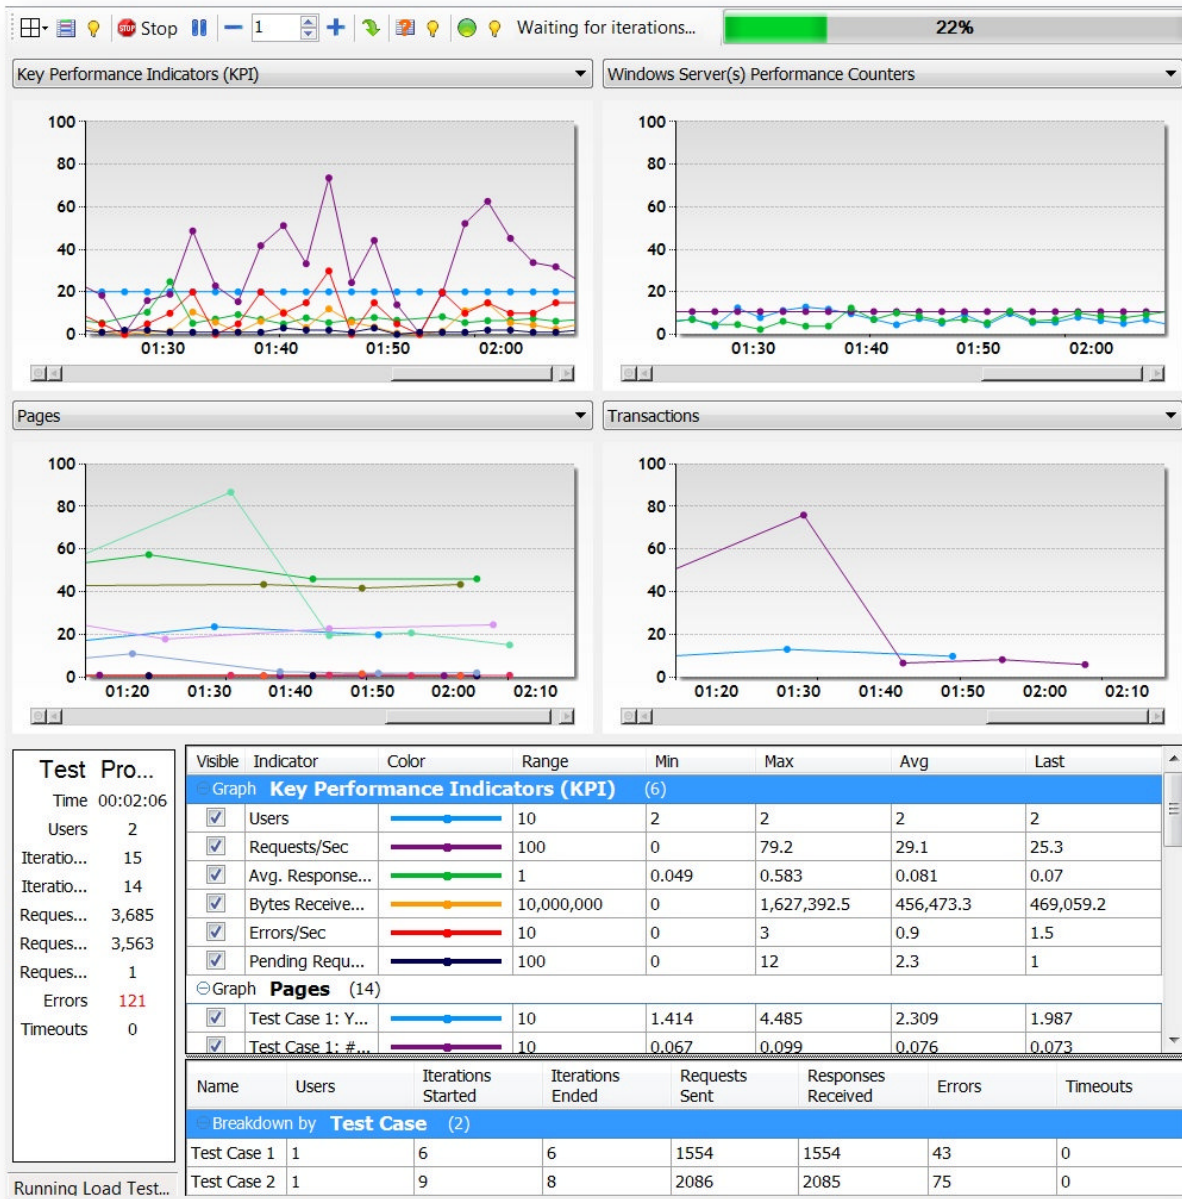 Stop 1 Waiting for iterations... 22%
Key Performance Indicators (KPI) Windows Server(s) Performance Counters
100 100
80 80
60 60
40 40
20 20
0 0
01:30 01:40 01:50 02:00 01:30 01:40 01:50 02:00
Pages Transactions
100 100
80 80
60 60
40 40
20 20
0 0
01:20 01:30 01:40 01:50 02:00 02:10 01:20 01:30 01:40 01:50 02:00 02:10
Test Pro...
Time 00:02:06
Users 2
Iteratio... 15
Iteratio... 14
Reques... 3,685
Reques... 3,563
Reques... 1
Errors 121
Timeouts 0
Visible Indicator Color Range Min Max Avg Last
Graph Key Performance Indicators (KPI) (6)
Users 10 2 2 2 2
Requests/Sec 100 0 79.2 29.1 25.3
Avg. Response... 1 0.049 0.583 0.081 0.07
Bytes Receive... 10,000,000 0 1,627,392.5 456,473.3 469,059.2
Errors/Sec 10 0 3 0.9 1.5
Pending Requ... 100 0 12 2.3 1
Graph Pages (14)
Test Case 1: Y... 10 1.414 4.485 2.309 1.987
Test Case 1: #... 10 0.067 0.099 0.076 0.073
Name Users Iterations Started Iterations Ended Requests Sent Responses Received Errors Timeouts
Breakdown by Test Case (2)
Test Case 1 1 6 6 1554 1554 43 0
Test Case 2 1 9 8 2086 2085 75 0
Running Load Test...